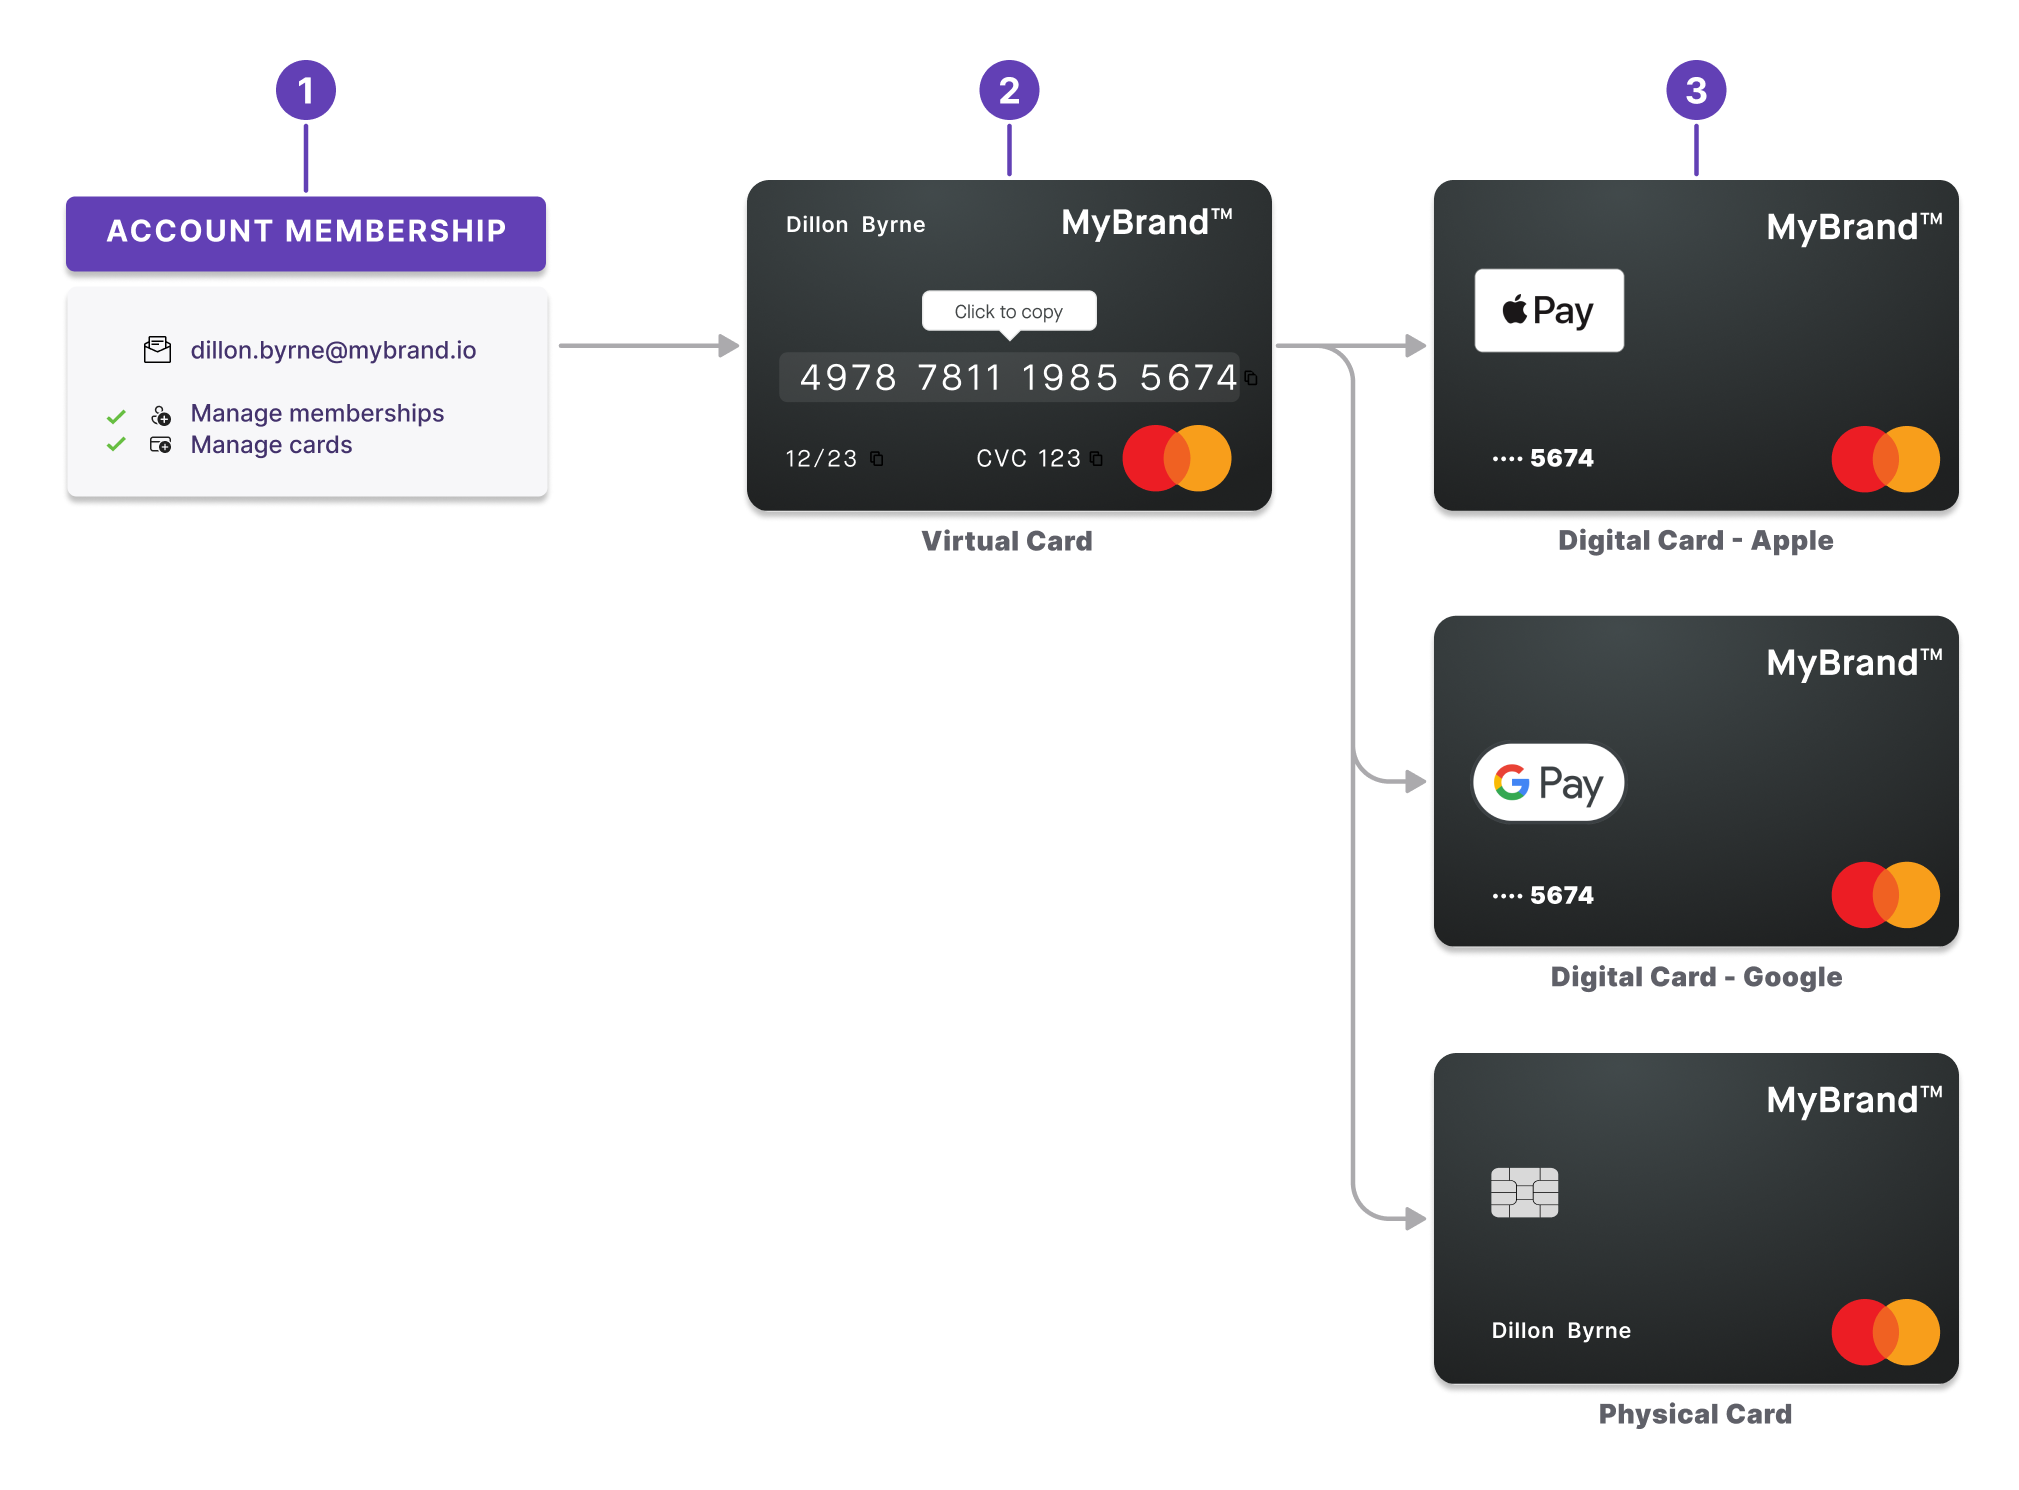 1
2
3
ACCOUNT MEMBERSHIP
dillon.byrne@mybrand.io
Manage memberships
Manage cards
Dillon Byrne
MyBrand™
Click to copy
4978 7811 1985 5674
12/23
CVC 123
Virtual Card
MyBrand™
Pay
•••• 5674
Digital Card - Apple
MyBrand™
G Pay
•••• 5674
Digital Card - Google
MyBrand™
Dillon Byrne
Physical Card